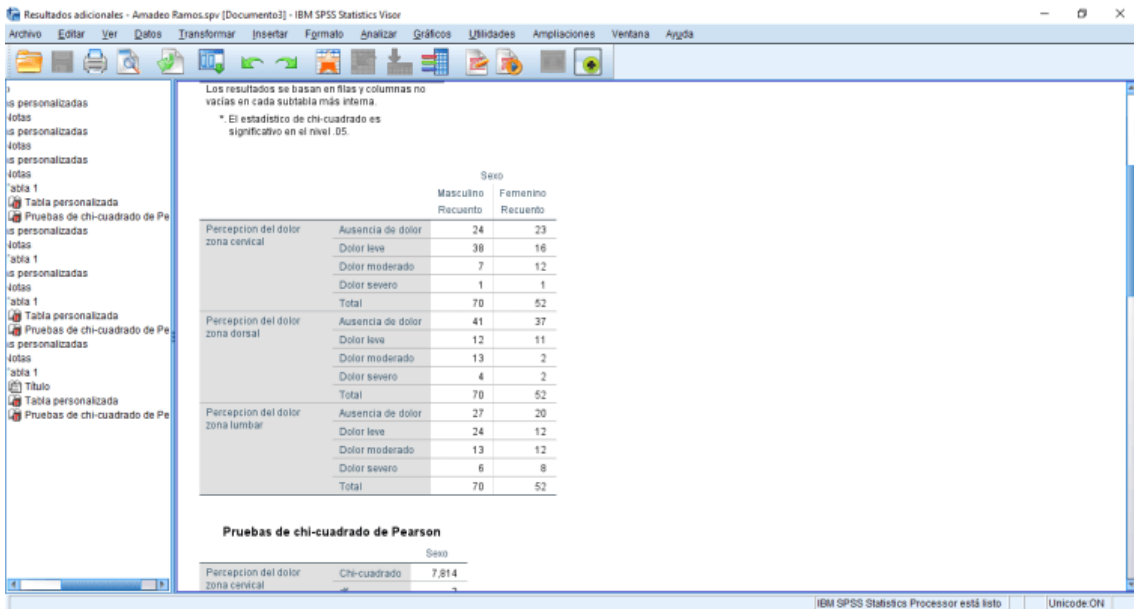 Resultados adicionales - Amadeo Ramos.spv [Documento3] - IBM SPSS Statistics Visor
Archivo Editar Ver Datos Transformar Insertar Formato Analizar Gráficos Utilidades Ampliaciones Ventana Ayuda
s personalizadas
Notas
s personalizadas
Notas
s personalizadas
Notas
abla 1
Tabla personalizada
Pruebas de chi-cuadrado de Pe
s personalizadas
Notas
abla 1
s personalizadas
Notas
abla 1
Tabla personalizada
Pruebas de chi-cuadrado de Pe
s personalizadas
Notas
abla 1
Título
Tabla personalizada
Pruebas de chi-cuadrado de Pe
Los resultados se basan en filas y columnas no
vacías en cada subtabla más interna.
*. El estadístico de chi-cuadrado es
significativo en el nivel .05.
Sexo
Masculino Femenino
Recuento Recuento
Percepcion del dolor Ausencia de dolor 24 23
zona cervical
Dolor leve 38 16
Dolor moderado 7 12
Dolor severo 1 1
Total 70 52
Percepcion del dolor Ausencia de dolor 41 37
zona dorsal
Dolor leve 12 11
Dolor moderado 13 2
Dolor severo 4 2
Total 70 52
Percepcion del dolor Ausencia de dolor 27 20
zona lumbar
Dolor leve 24 12
Dolor moderado 13 12
Dolor severo 6 8
Total 70 52
Pruebas de chi-cuadrado de Pearson
Sexo
Percepcion del dolor Chi-cuadrado 7,814
zona cervical
IBM SPSS Statistics Processor está listo Unicode:ON